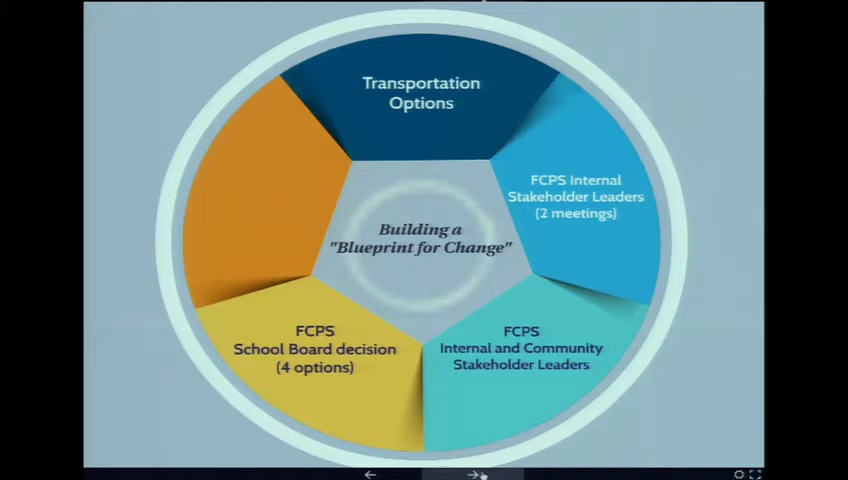 Transportation
Options
FCPS Internal
Stakeholder Leaders
(2 meetings)
Building a
"Blueprint for Change"
FCPS
School Board decision
(4 options)
FCPS
Internal and Community
Stakeholder Leaders